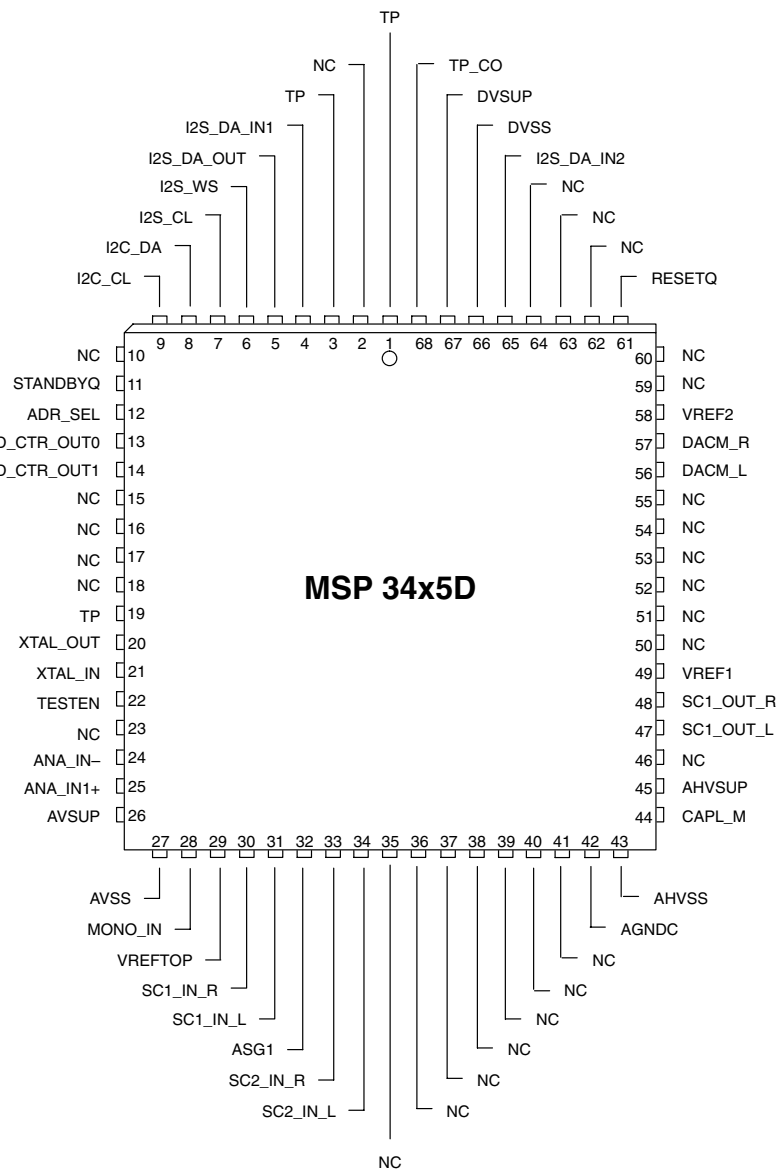 TP
NC TP_CO
TP DVSUP
I2S_DA_IN1 DVSS
I2S_DA_OUT I2S_DA_IN2
I2S_WS NC
I2S_CL NC
I2C_DA NC
I2C_CL RESETQ
9 8 7 6 5 4 3 2 1 68 67 66 65 64 63 62 61
NC 10 60 NC
STANDBYQ 11 59 NC
ADR_SEL 12 58 VREF2
D_CTR_OUT0 13 57 DACM_R
D_CTR_OUT1 14 56 DACM_L
NC 15 55 NC
NC 16 54 NC
NC 17 53 NC
NC 18 52 NC
MSP 34x5D
TP 19 51 NC
XTAL_OUT 20 50 NC
XTAL_IN 21 49 VREF1
TESTEN 22 48 SC1_OUT_R
NC 23 47 SC1_OUT_L
ANA_IN– 24 46 NC
ANA_IN1+ 25 45 AHVSUP
AVSUP 26 44 CAPL_M
27 28 29 30 31 32 33 34 35 36 37 38 39 40 41 42 43
AVSS AHVSS
MONO_IN AGNDC
VREFTOP NC
SC1_IN_R NC
SC1_IN_L NC
ASG1 NC
SC2_IN_R NC
SC2_IN_L NC
NC